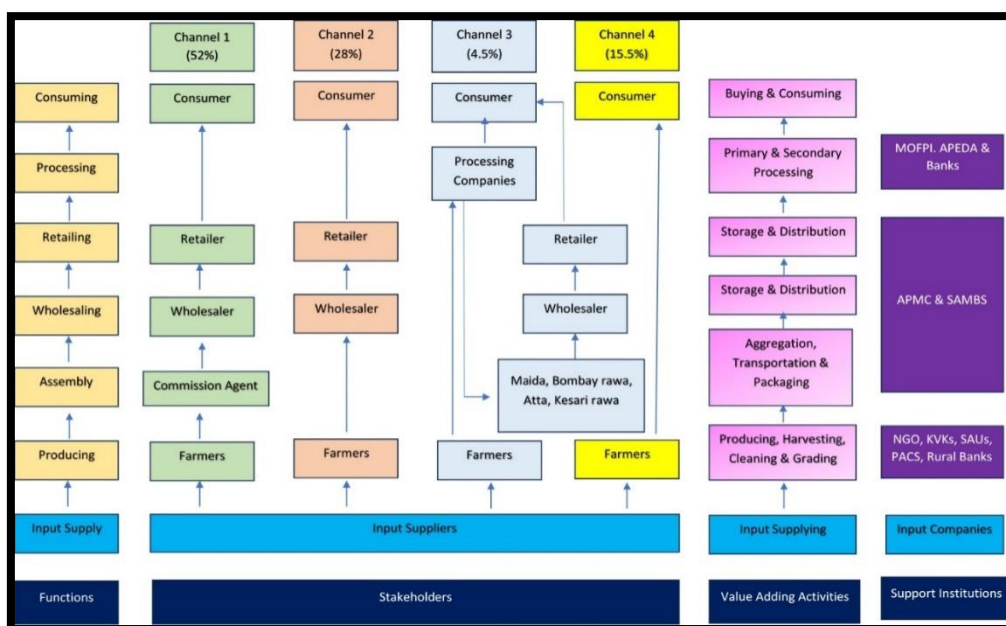 Channel 1
(52%)
Channel 2
(28%)
Channel 3
(4.5%)
Channel 4
(15.5%)
Consuming
Consumer
Consumer
Consumer
Consumer
Buying & Consuming
Processing
Processing
Companies
Primary & Secondary
Processing
MOFPI. APEDA &
Banks
Retailing
Retailer
Retailer
Retailer
Storage & Distribution
Wholesaling
Wholesaler
Wholesaler
Wholesaler
Storage & Distribution
APMC & SAMBS
Assembly
Commission Agent
Maida, Bombay rawa,
Atta, Kesari rawa
Aggregation,
Transportation &
Packaging
Producing
Farmers
Farmers
Farmers
Farmers
Producing, Harvesting,
Cleaning & Grading
NGO, KVKs, SAUs,
PACS, Rural Banks
Input Supply
Input Suppliers
Input Supplying
Input Companies
Functions
Stakeholders
Value Adding Activities
Support Institutions